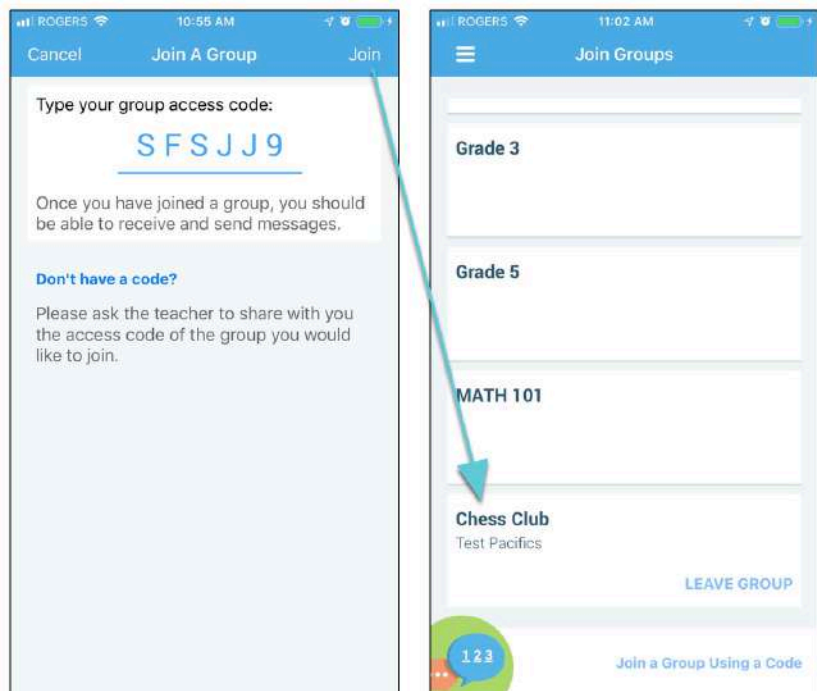 ROGERS 10:55 AM
Cancel Join A Group Join
Type your group access code:
SFSJJ9
Once you have joined a group, you should
be able to receive and send messages.
Don't have a code?
Please ask the teacher to share with you
the access code of the group you would
like to join.
ROGERS 11:02 AM
Join Groups
Grade 3
Grade 5
MATH 101
Chess Club
Test Pacifics
LEAVE GROUP
123
Join a Group Using a Code